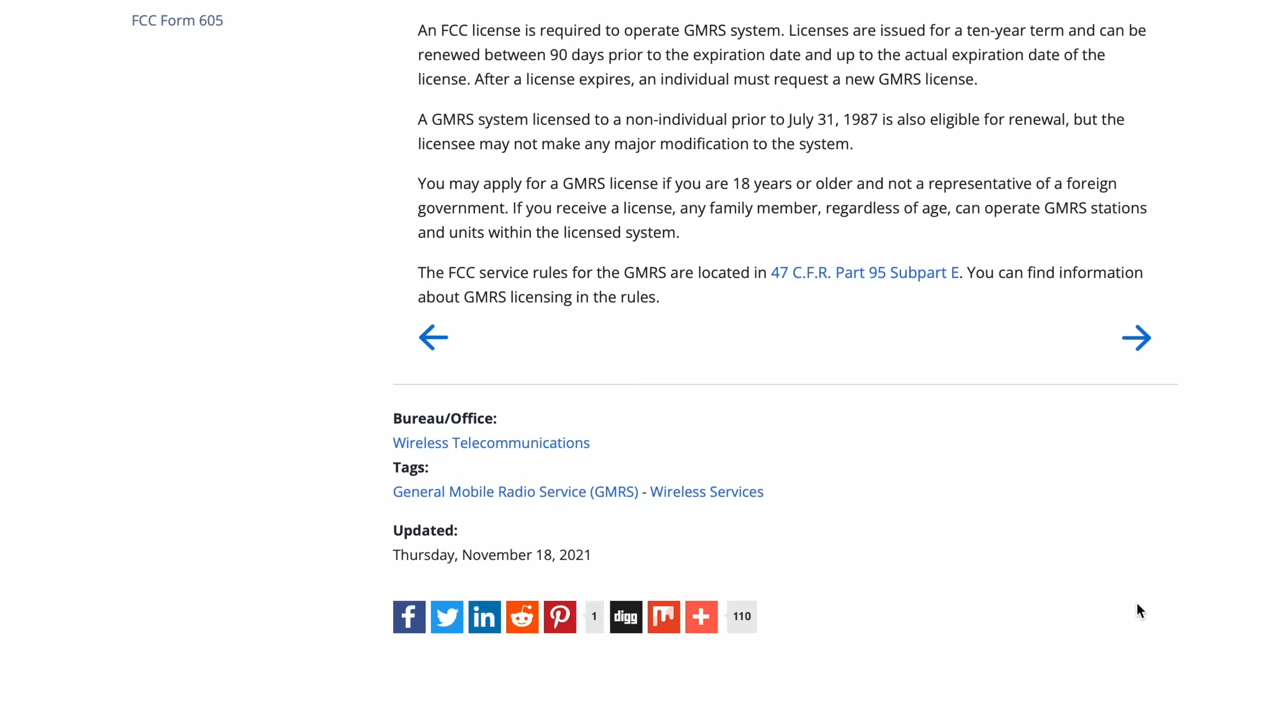 FCC Form 605
An FCC license is required to operate GMRS system. Licenses are issued for a ten-year term and can be
renewed between 90 days prior to the expiration date and up to the actual expiration date of the
license. After a license expires, an individual must request a new GMRS license.
A GMRS system licensed to a non-individual prior to July 31, 1987 is also eligible for renewal, but the
licensee may not make any major modification to the system.
You may apply for a GMRS license if you are 18 years or older and not a representative of a foreign
government. If you receive a license, any family member, regardless of age, can operate GMRS stations
and units within the licensed system.
The FCC service rules for the GMRS are located in 47 C.F.R. Part 95 Subpart E. You can find information
about GMRS licensing in the rules.
Bureau/Office:
Wireless Telecommunications
Tags:
General Mobile Radio Service (GMRS) - Wireless Services
Updated:
Thursday, November 18, 2021
1 digg 110